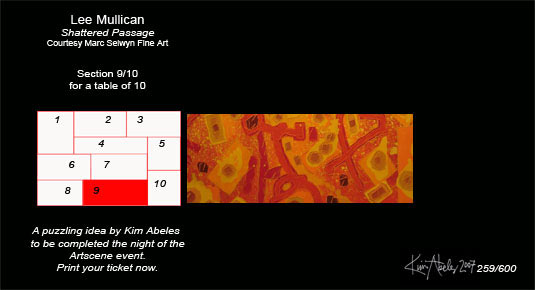 Lee Mullican
Shattered Passage
Courtesy Marc Selwyn Fine Art
Section 9/10
for a table of 10
1
2
3
4
5
6
7
8
9
10
A puzzling idea by Kim Abeles
to be completed the night of the
Artscene event.
Print your ticket now.
Kim Abeles 2007 259/600